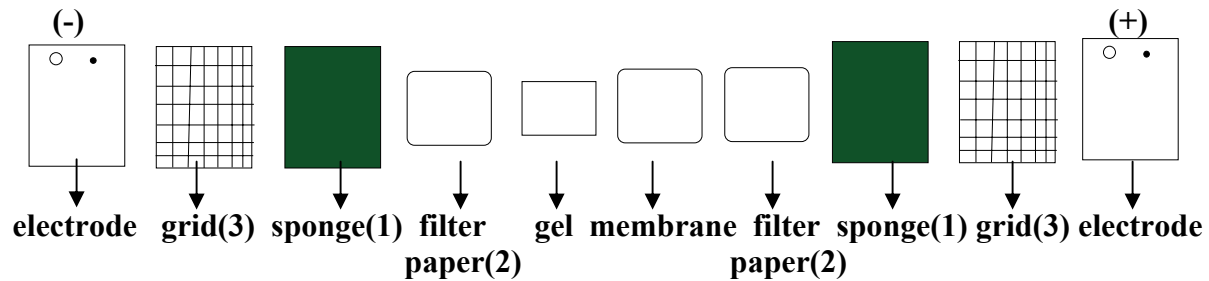 (-) (+)
electrode grid(3) sponge(1) filter gel membrane filter sponge(1) grid(3) electrode
paper(2) paper(2)